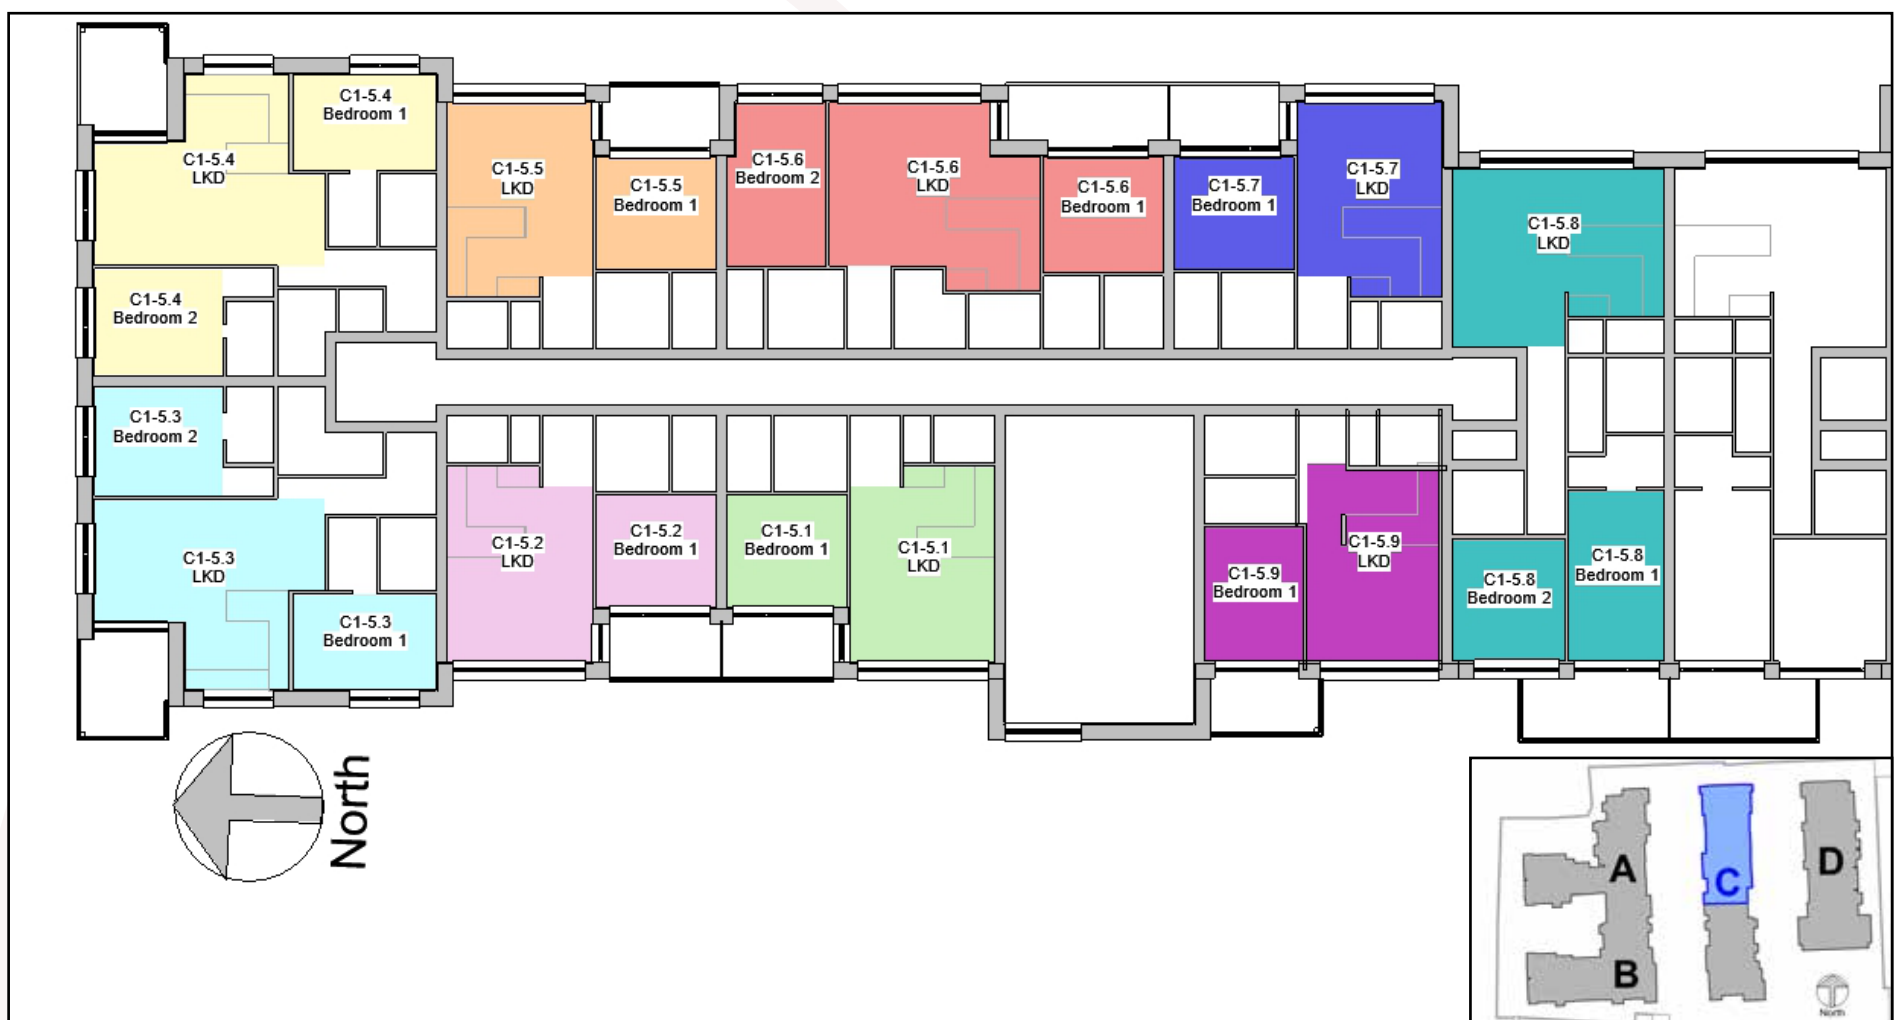 C1-5.4
Bedroom 1
C1-5.4
LKD
C1-5.5
LKD
C1-5.5
Bedroom 1
C1-5.6
Bedroom 2
C1-5.6
LKD
C1-5.6
Bedroom 1
C1-5.7
Bedroom 1
C1-5.7
LKD
C1-5.8
LKD
C1-5.4
Bedroom 2
C1-5.3
Bedroom 2
C1-5.3
LKD
C1-5.3
Bedroom 1
C1-5.2
LKD
C1-5.2
Bedroom 1
C1-5.1
Bedroom 1
C1-5.1
LKD
C1-5.9
Bedroom 1
C1-5.9
LKD
C1-5.8
Bedroom 2
C1-5.8
Bedroom 1
North
A
C
D
B
North